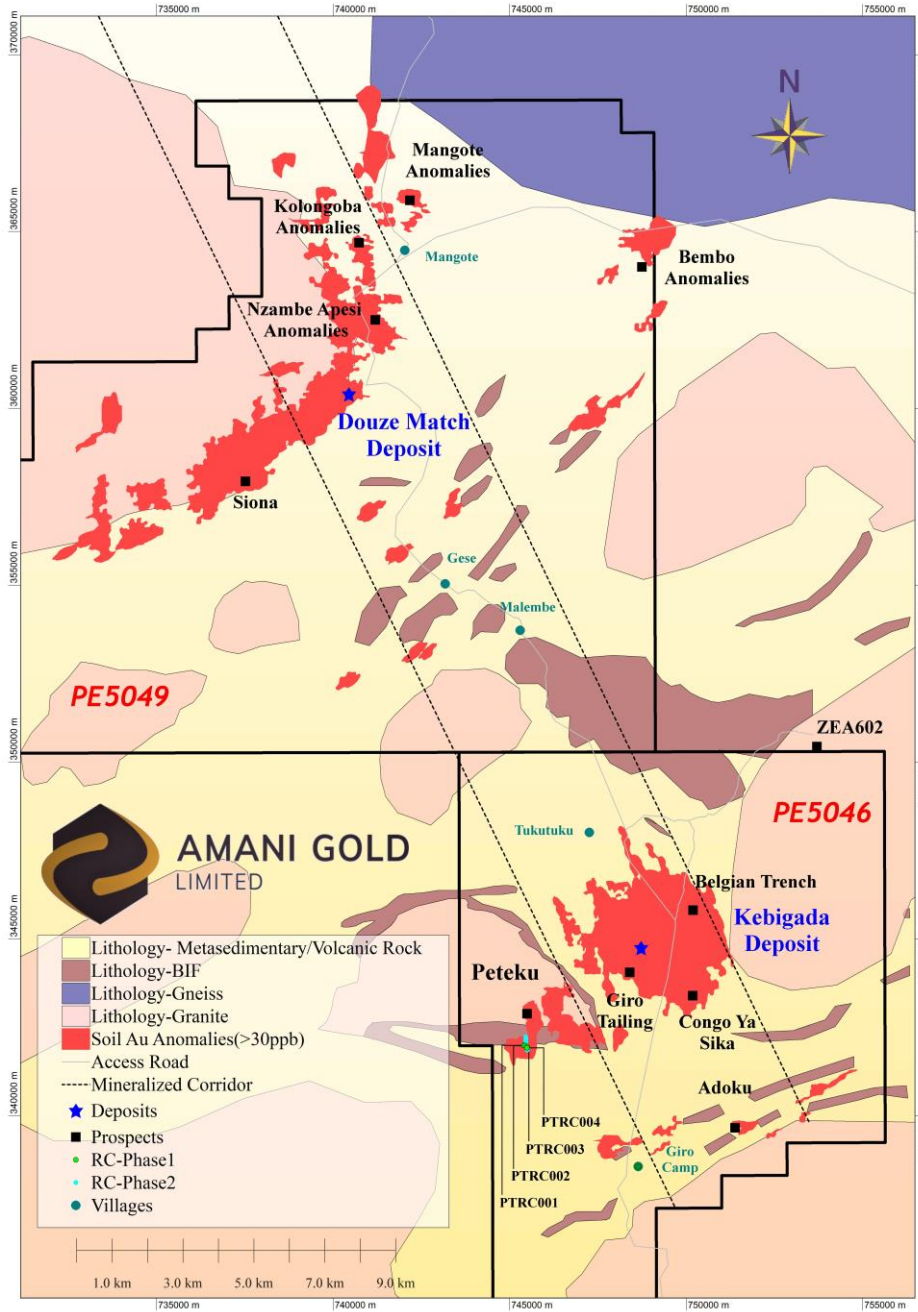 735000 m
740000 m
745000 m
750000 m
755000 m
370000 m
365000 m
360000 m
355000 m
350000 m
340000 m
N
Mangote
Anomalies
Kolongoba
Anomalies
Mangote
Bembo
Anomalies
Nzambe Apesi
Anomalies
Douze Match
Deposit
Siona
Gese
Malembe
PE5049
ZEA602
PE5046
Tukutuku
AMANI GOLD
LIMITED
Belgian Trench
Kebigada
Deposit
Peteku
Giro
Tailing
Congo Ya
Sika
Adoku
Giro
Camp
PTRC004
PTRC003
PTRC002
PTRC001
Lithology- Metasedimentary/Volcanic Rock
Lithology-BIF
Lithology-Gneiss
Lithology-Granite
Soil Au Anomalies(>30ppb)
Access Road
Mineralized Corridor
Deposits
Prospects
RC-Phase1
RC-Phase2
Villages
1.0 km
3.0 km
5.0 km
7.0 km
9.0 km
735000 m
740000 m
745000 m
750000 m
755000 m